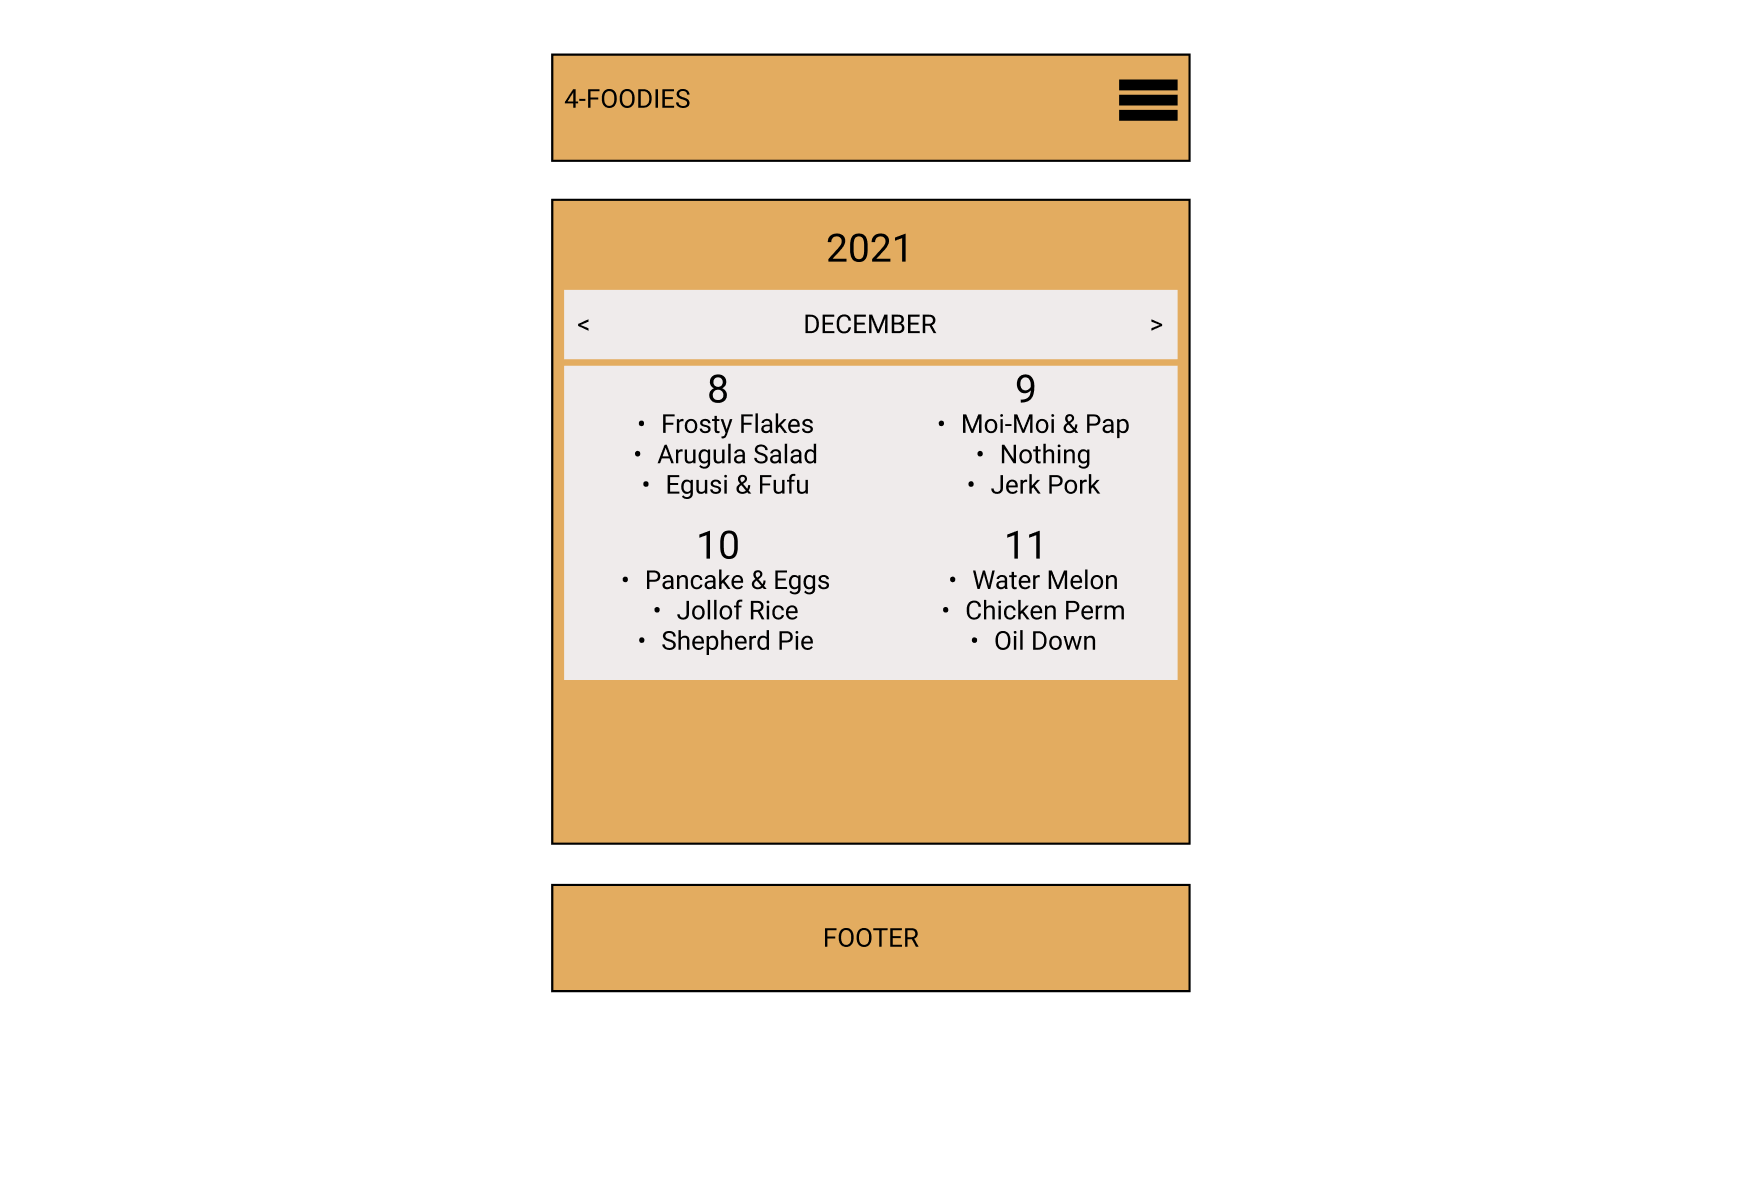 4-FOODIES
2021
< DECEMBER >
8
• Frosty Flakes
• Arugula Salad
• Egusi & Fufu
9
• Moi-Moi & Pap
• Nothing
• Jerk Pork
10
• Pancake & Eggs
• Jollof Rice
• Shepherd Pie
11
• Water Melon
• Chicken Perm
• Oil Down
FOOTER